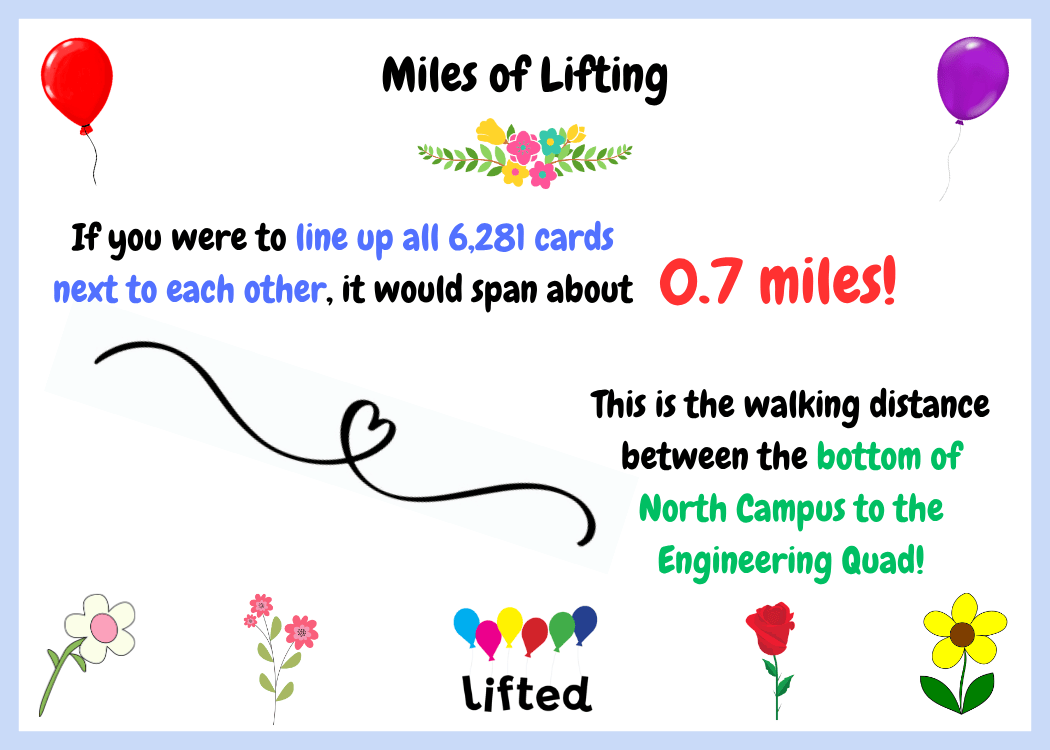 Miles of Lifting
If you were to line up all 6,281 cards
next to each other, it would span about
0.7 miles!
This is the walking distance
between the bottom of
North Campus to the
Engineering Quad!
lifted